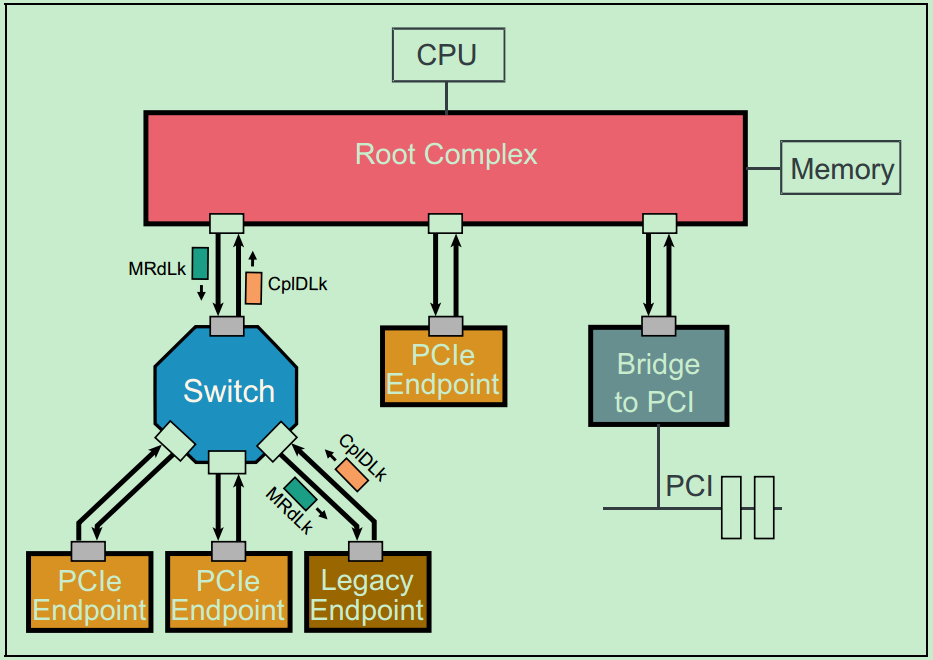 CPU
Root Complex
Memory
MRdLk
CplDLk
PCIe
Endpoint
Switch
Bridge
to PCI
CplDLk
MRdLk
PCI
PCIe
Endpoint
PCIe
Endpoint
Legacy
Endpoint